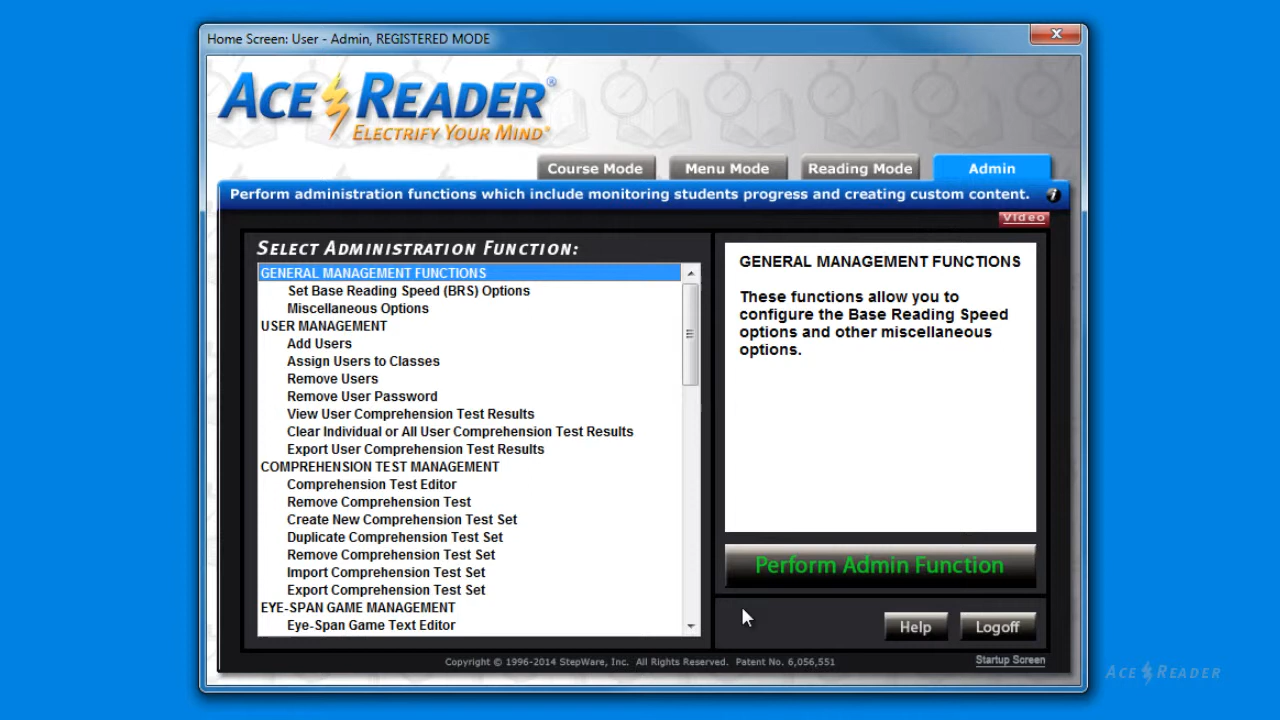 Home Screen: User - Admin, REGISTERED MODE
ACE READER®
ELECTRIFY YOUR MIND®
Course Mode
Menu Mode
Reading Mode
Admin
Perform administration functions which include monitoring students progress and creating custom content.
Video
SELECT ADMINISTRATION FUNCTION:
GENERAL MANAGEMENT FUNCTIONS
Set Base Reading Speed (BRS) Options
Miscellaneous Options
USER MANAGEMENT
Add Users
Assign Users to Classes
Remove Users
Remove User Password
View User Comprehension Test Results
Clear Individual or All User Comprehension Test Results
Export User Comprehension Test Results
COMPREHENSION TEST MANAGEMENT
Comprehension Test Editor
Remove Comprehension Test
Create New Comprehension Test Set
Duplicate Comprehension Test Set
Remove Comprehension Test Set
Import Comprehension Test Set
Export Comprehension Test Set
EYE-SPAN GAME MANAGEMENT
Eye-Span Game Text Editor
GENERAL MANAGEMENT FUNCTIONS
These functions allow you to
configure the Base Reading Speed
options and other miscellaneous
options.
Perform Admin Function
Help
Logoff
Copyright © 1996-2014 StepWare, Inc. All Rights Reserved. Patent No. 6,056,551
Startup Screen
ACE READER